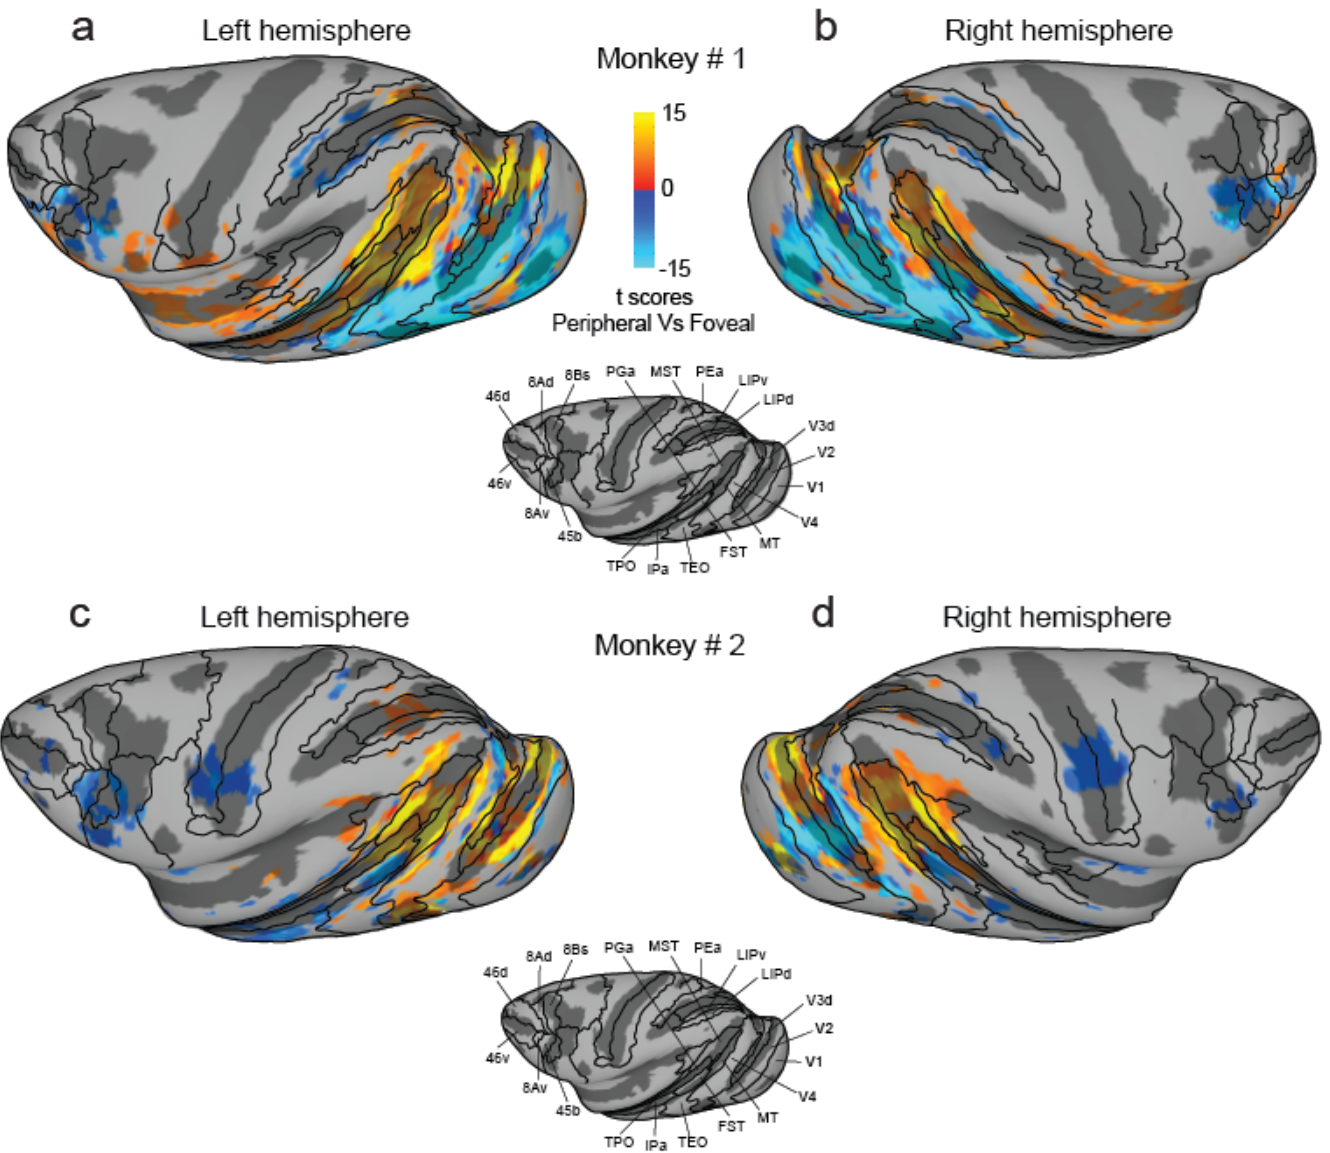 a
Left hemisphere
b
Right hemisphere
Monkey # 1
15
0
-15
t scores
Peripheral Vs Foveal
46d
8Ad
8Bs
PGa
MST
PEa
LIPv
LIPd
V3d
V2
V1
V4
MT
FST
TEO
IPa
TPO
45b
8Av
46v
c
Left hemisphere
d
Right hemisphere
Monkey # 2
46d
8Ad
8Bs
PGa
MST
PEa
LIPv
LIPd
V3d
V2
V1
V4
MT
FST
TEO
IPa
TPO
45b
8Av
46v